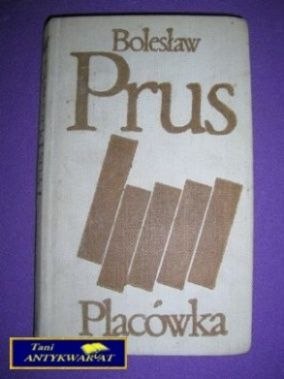 Bolesław
Prus
Placówka
Tani
ANTYKWARIAT